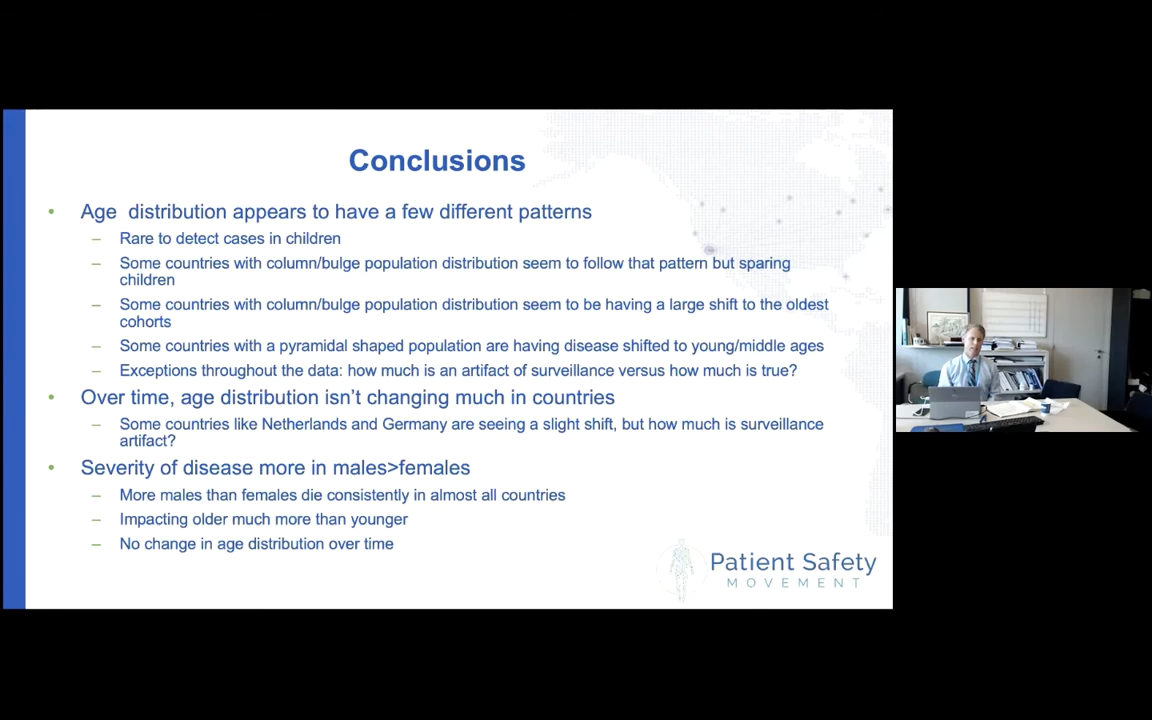 Conclusions
• Age  distribution appears to have a few different patterns
– Rare to detect cases in children
– Some countries with column/bulge population distribution seem to follow that pattern but sparing
children
– Some countries with column/bulge population distribution seem to be having a large shift to the oldest
cohorts
– Some countries with a pyramidal shaped population are having disease shifted to young/middle ages
– Exceptions throughout the data: how much is an artifact of surveillance versus how much is true?
• Over time, age distribution isn't changing much in countries
– Some countries like Netherlands and Germany are seeing a slight shift, but how much is surveillance
artifact?
• Severity of disease more in males>females
– More males than females die consistently in almost all countries
– Impacting older much more than younger
– No change in age distribution over time
Patient Safety
MOVEMENT